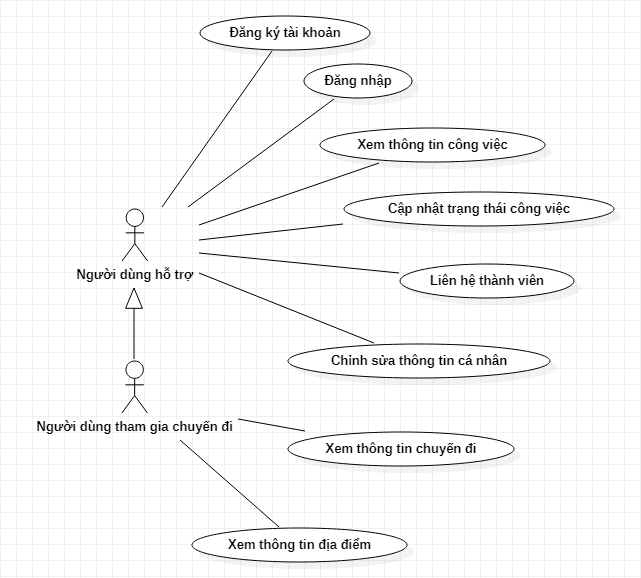 Đăng ký tài khoản
Đăng nhập
Xem thông tin công việc
Cập nhật trạng thái công việc
Người dùng hỗ trợ
Liên hệ thành viên
Chỉnh sửa thông tin cá nhân
Người dùng tham gia chuyến đi
Xem thông tin chuyến đi
Xem thông tin địa điểm